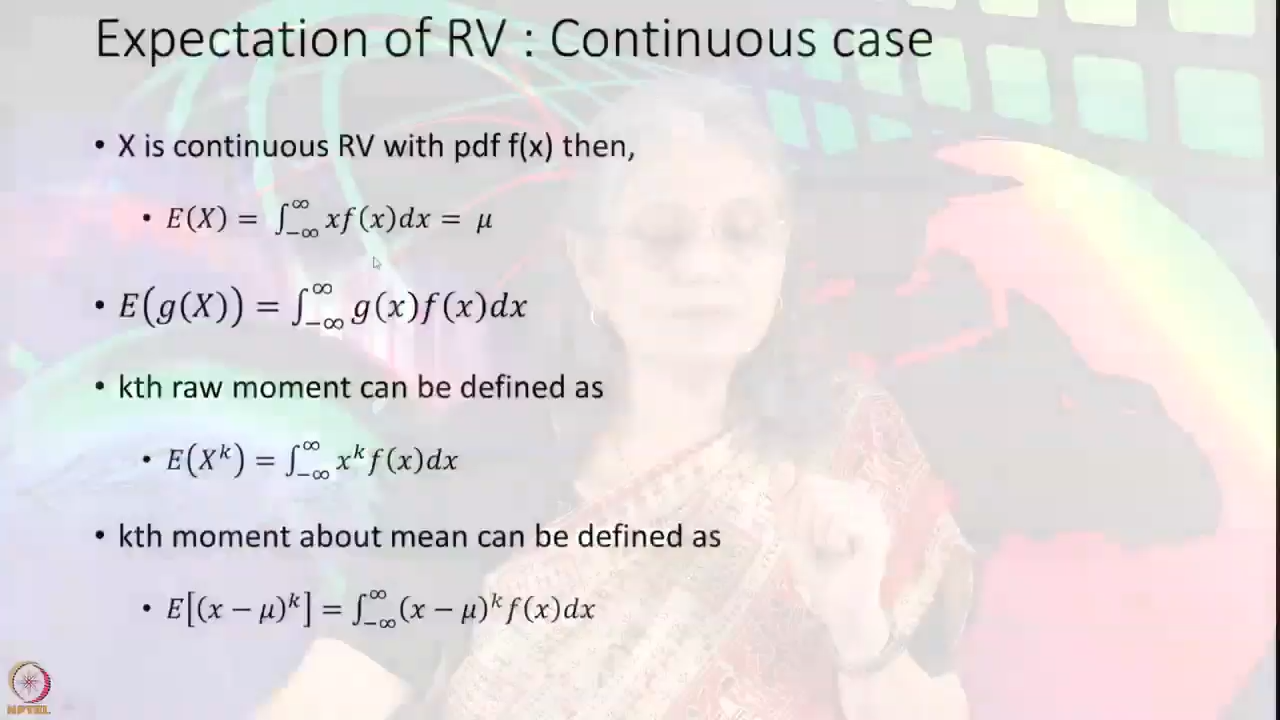 Expectation of RV : Continuous case
• X is continuous RV with pdf f(x) then,
• E(X) = ∫_{-∞}^{∞} xf(x)dx = μ
• E(g(X)) = ∫_{-∞}^{∞} g(x)f(x)dx
• kth raw moment can be defined as
• E(X^k) = ∫_{-∞}^{∞} x^k f(x)dx
• kth moment about mean can be defined as
• E[(x − μ)^k] = ∫_{-∞}^{∞} (x − μ)^k f(x)dx
NPTEL